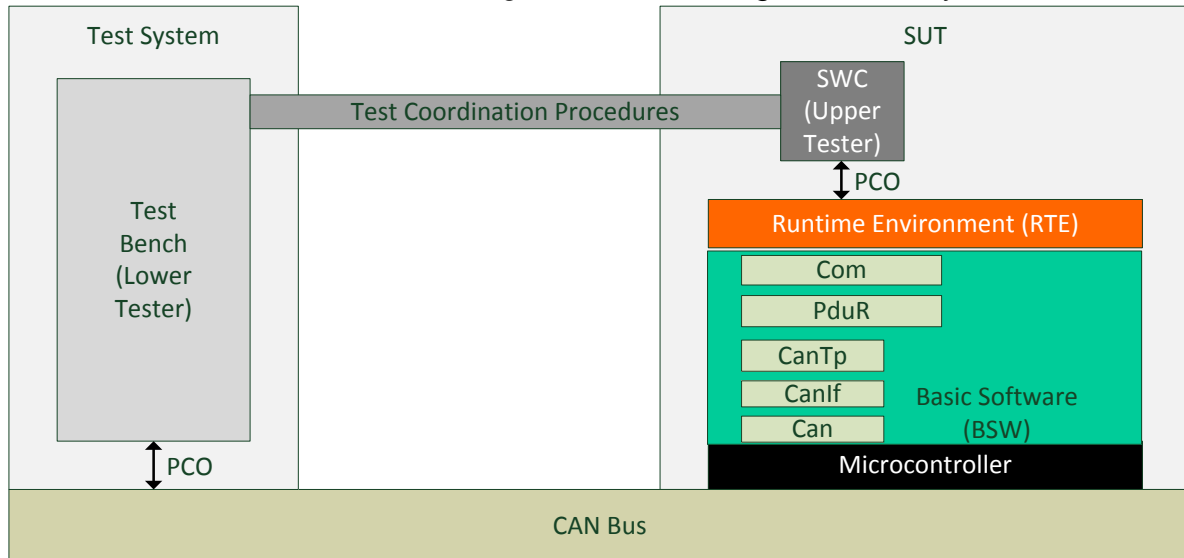 Test System
SUT
SWC
(Upper
Tester)
Test Coordination Procedures
PCO
Test
Bench
(Lower
Tester)
Runtime Environment (RTE)
Com
PduR
CanTp
CanIf
Basic Software
(BSW)
Can
PCO
Microcontroller
CAN Bus